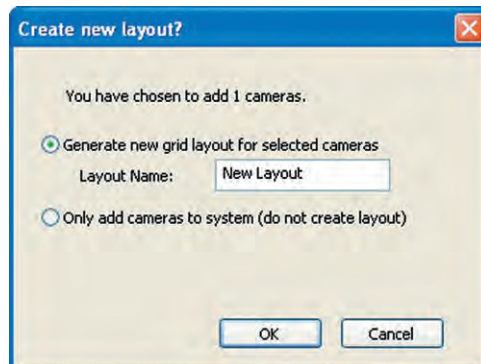 Create new layout?
You have chosen to add 1 cameras.
Generate new grid layout for selected cameras
Layout Name: New Layout
Only add cameras to system (do not create layout)
OK Cancel